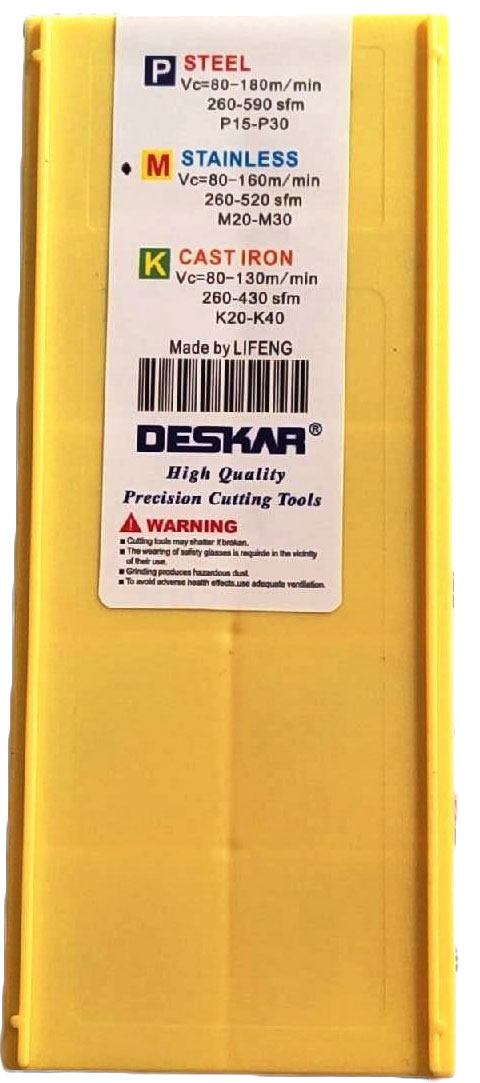 P STEEL
Vc=80-180m/min
260-590 sfm
P15-P30
M STAINLESS
Vc=80-160m/min
260-520 sfm
M20-M30
K CAST IRON
Vc=80-130m/min
260-430 sfm
K20-K40
Made by LIFENG
DESKAR®
High Quality
Precision Cutting Tools
WARNING
■ Cutting tools may shatter if broken.
■ The wearing of safety glasses is requirde in the vicinity
of their use.
■ Grinding produces hazardous dust.
■ To avoid adverse health effects,use adequate ventilation.